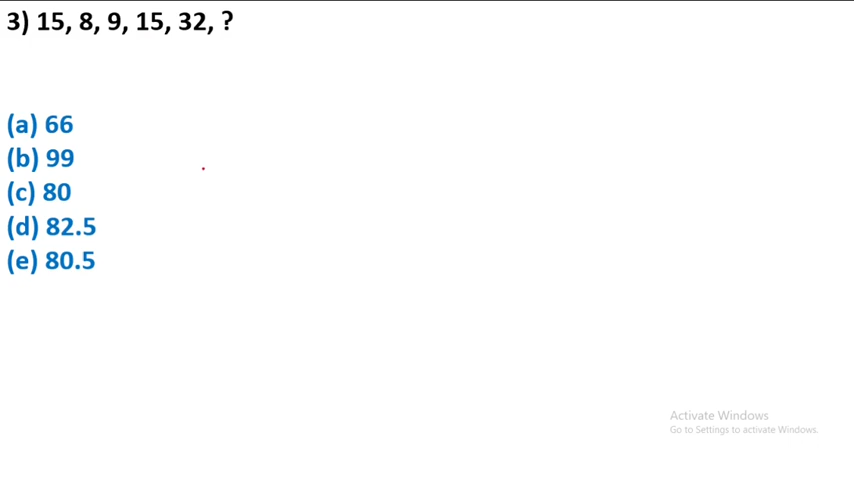 3) 15, 8, 9, 15, 32, ?
(a) 66
(b) 99
(c) 80
(d) 82.5
(e) 80.5
Activate Windows
Go to Settings to activate Windows.